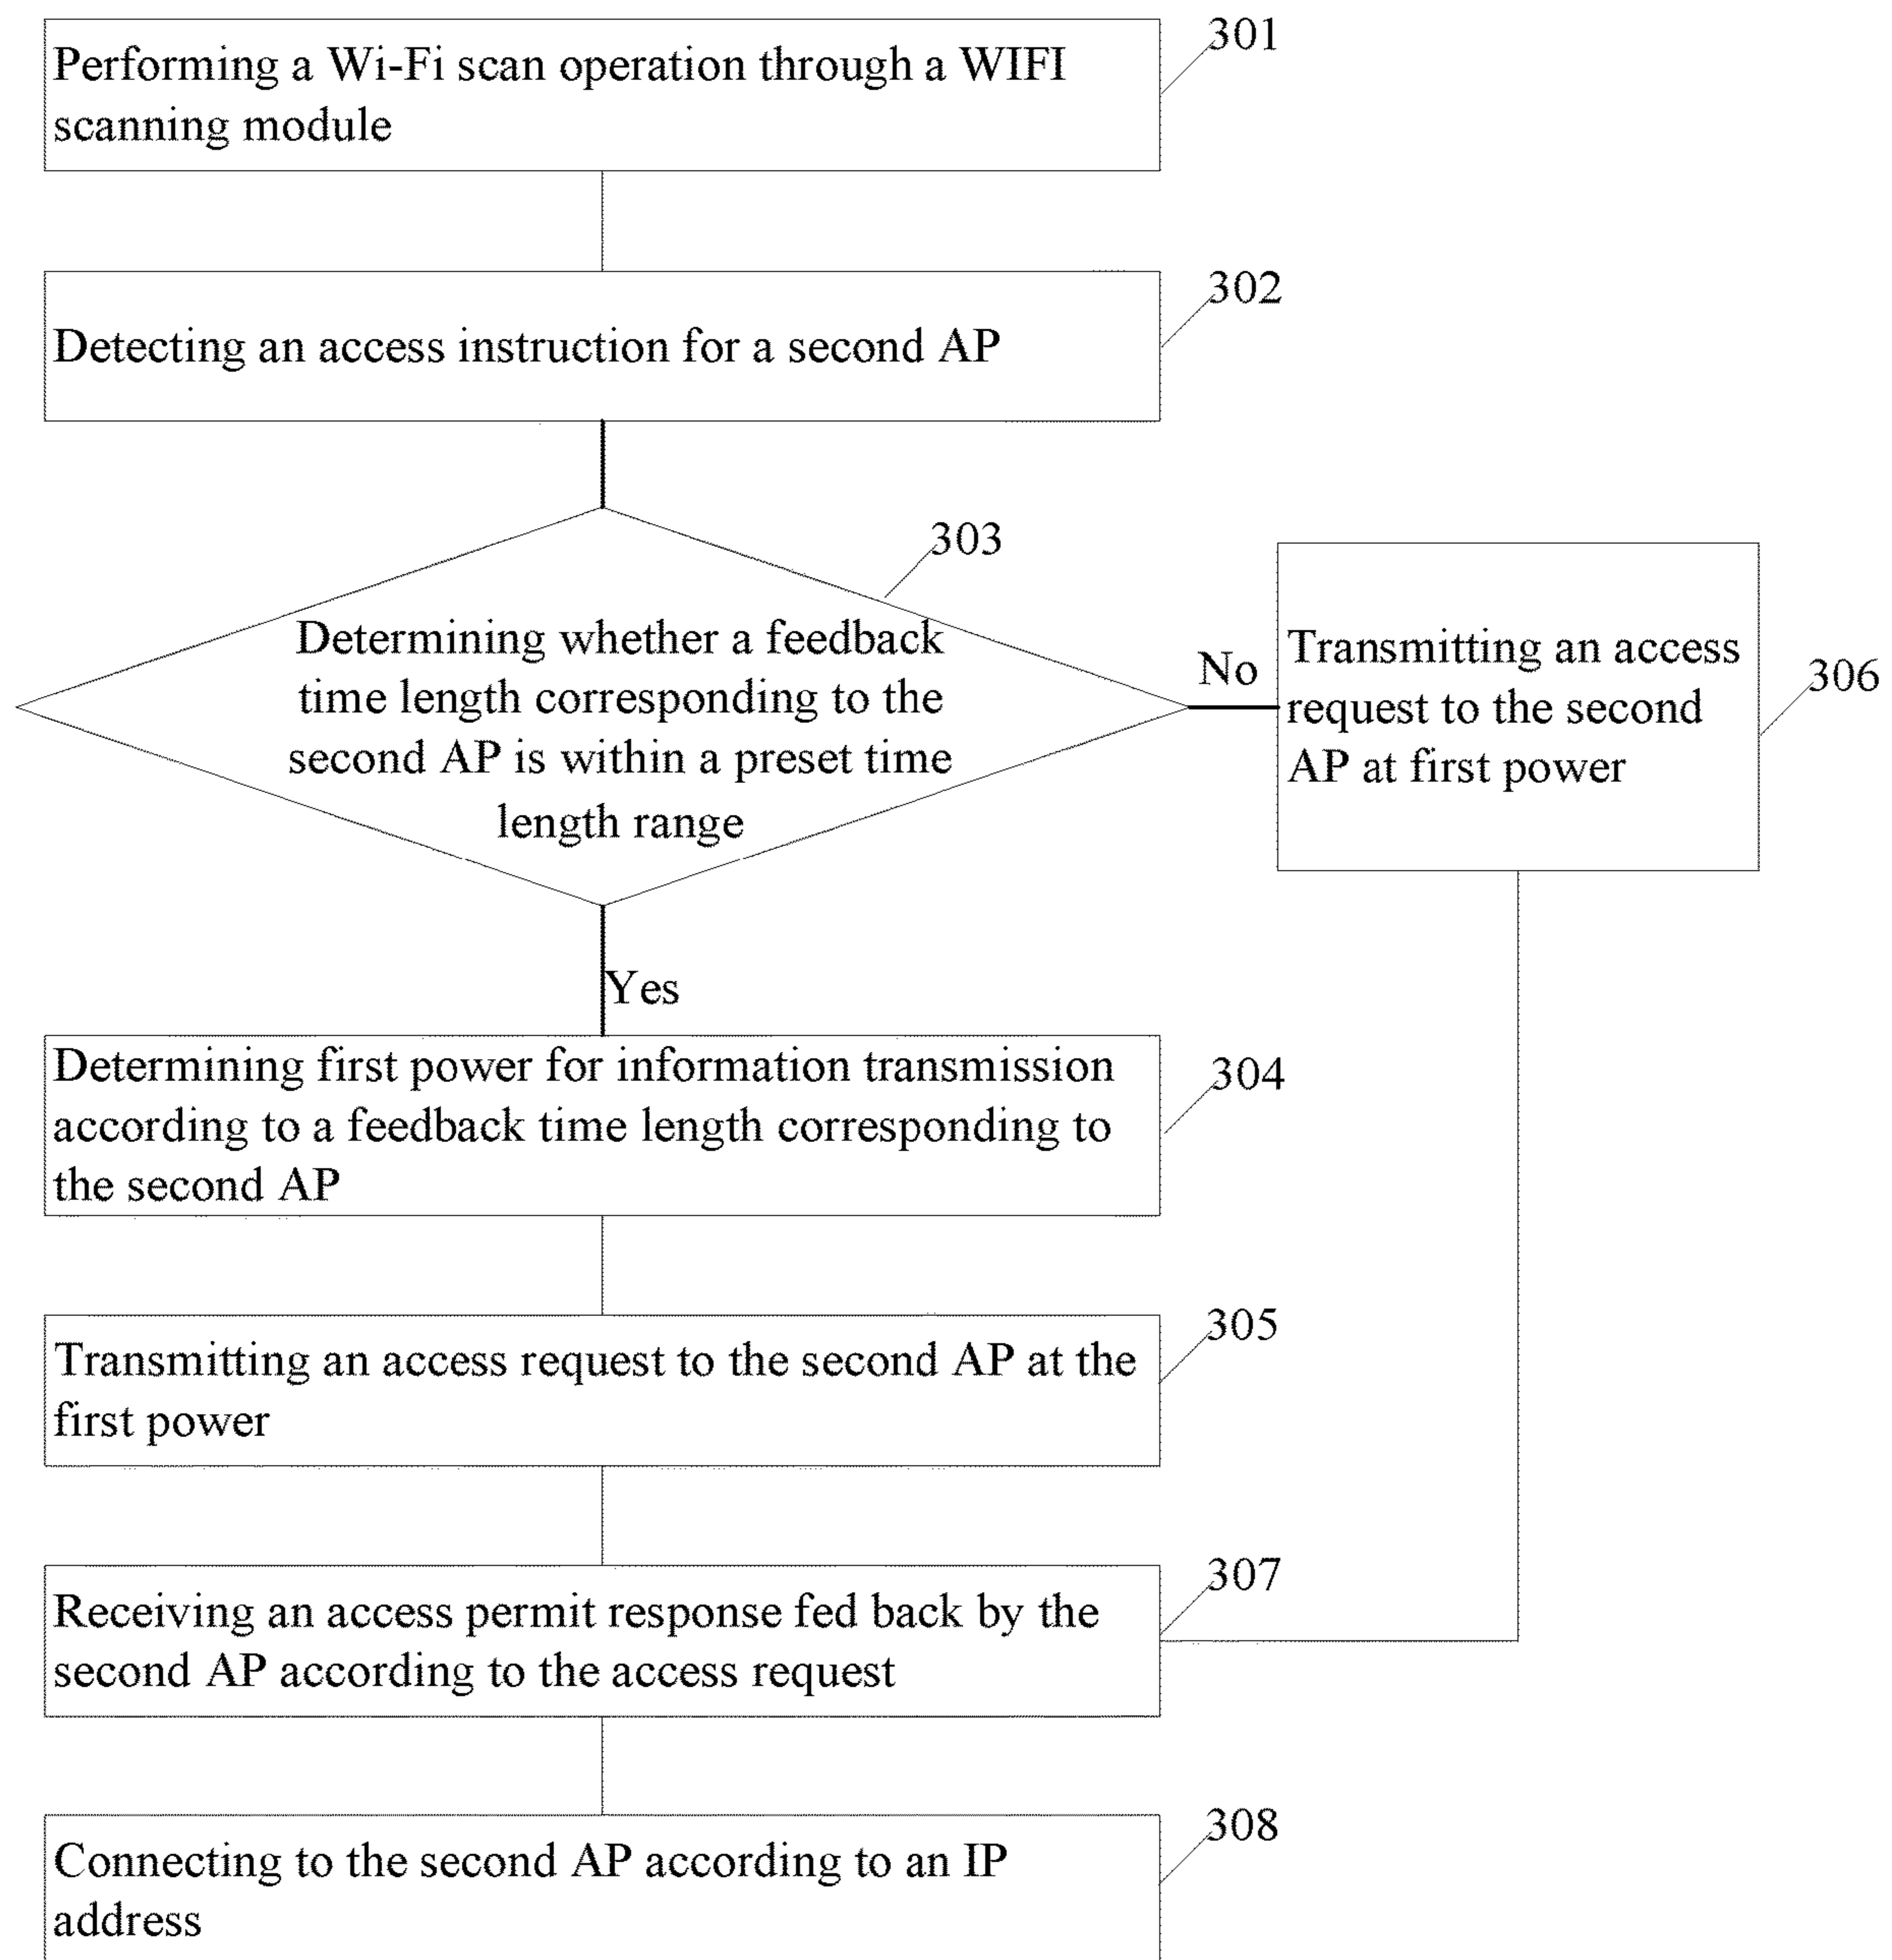 Performing a Wi-Fi scan operation through a WIFI
scanning module
301
Detecting an access instruction for a second AP
302
303
Determining whether a feedback
time length corresponding to the
second AP is within a preset time
length range
No
Transmitting an access
request to the second
AP at first power
306
Yes
Determining first power for information transmission
according to a feedback time length corresponding to
the second AP
304
Transmitting an access request to the second AP at the
first power
305
Receiving an access permit response fed back by the
second AP according to the access request
307
Connecting to the second AP according to an IP
address
308